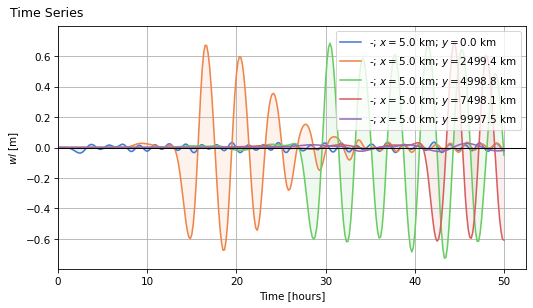 Time Series
wl [m]
0.6
0.4
0.2
0.0
−0.2
−0.4
−0.6
-; x = 5.0 km; y = 0.0 km
-; x = 5.0 km; y = 2499.4 km
-; x = 5.0 km; y = 4998.8 km
-; x = 5.0 km; y = 7498.1 km
-; x = 5.0 km; y = 9997.5 km
0 10 20 30 40 50
Time [hours]